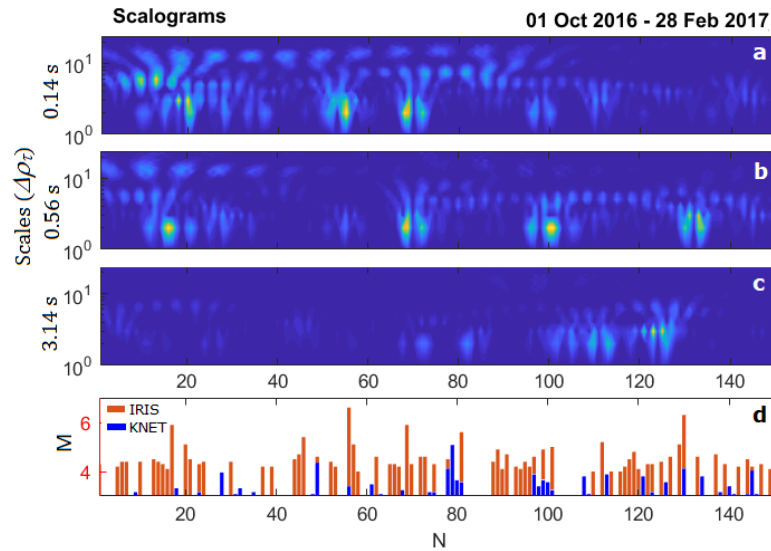 Scalograms 01 Oct 2016 - 28 Feb 2017
Scales (Δρτ)
0.14 s
10¹
10⁰
a
0.56 s
10¹
10⁰
b
3.14 s
10¹
10⁰
c
20 40 60 80 100 120 140
M
6
4
IRIS
KNET
d
20 40 60 80 100 120 140
N